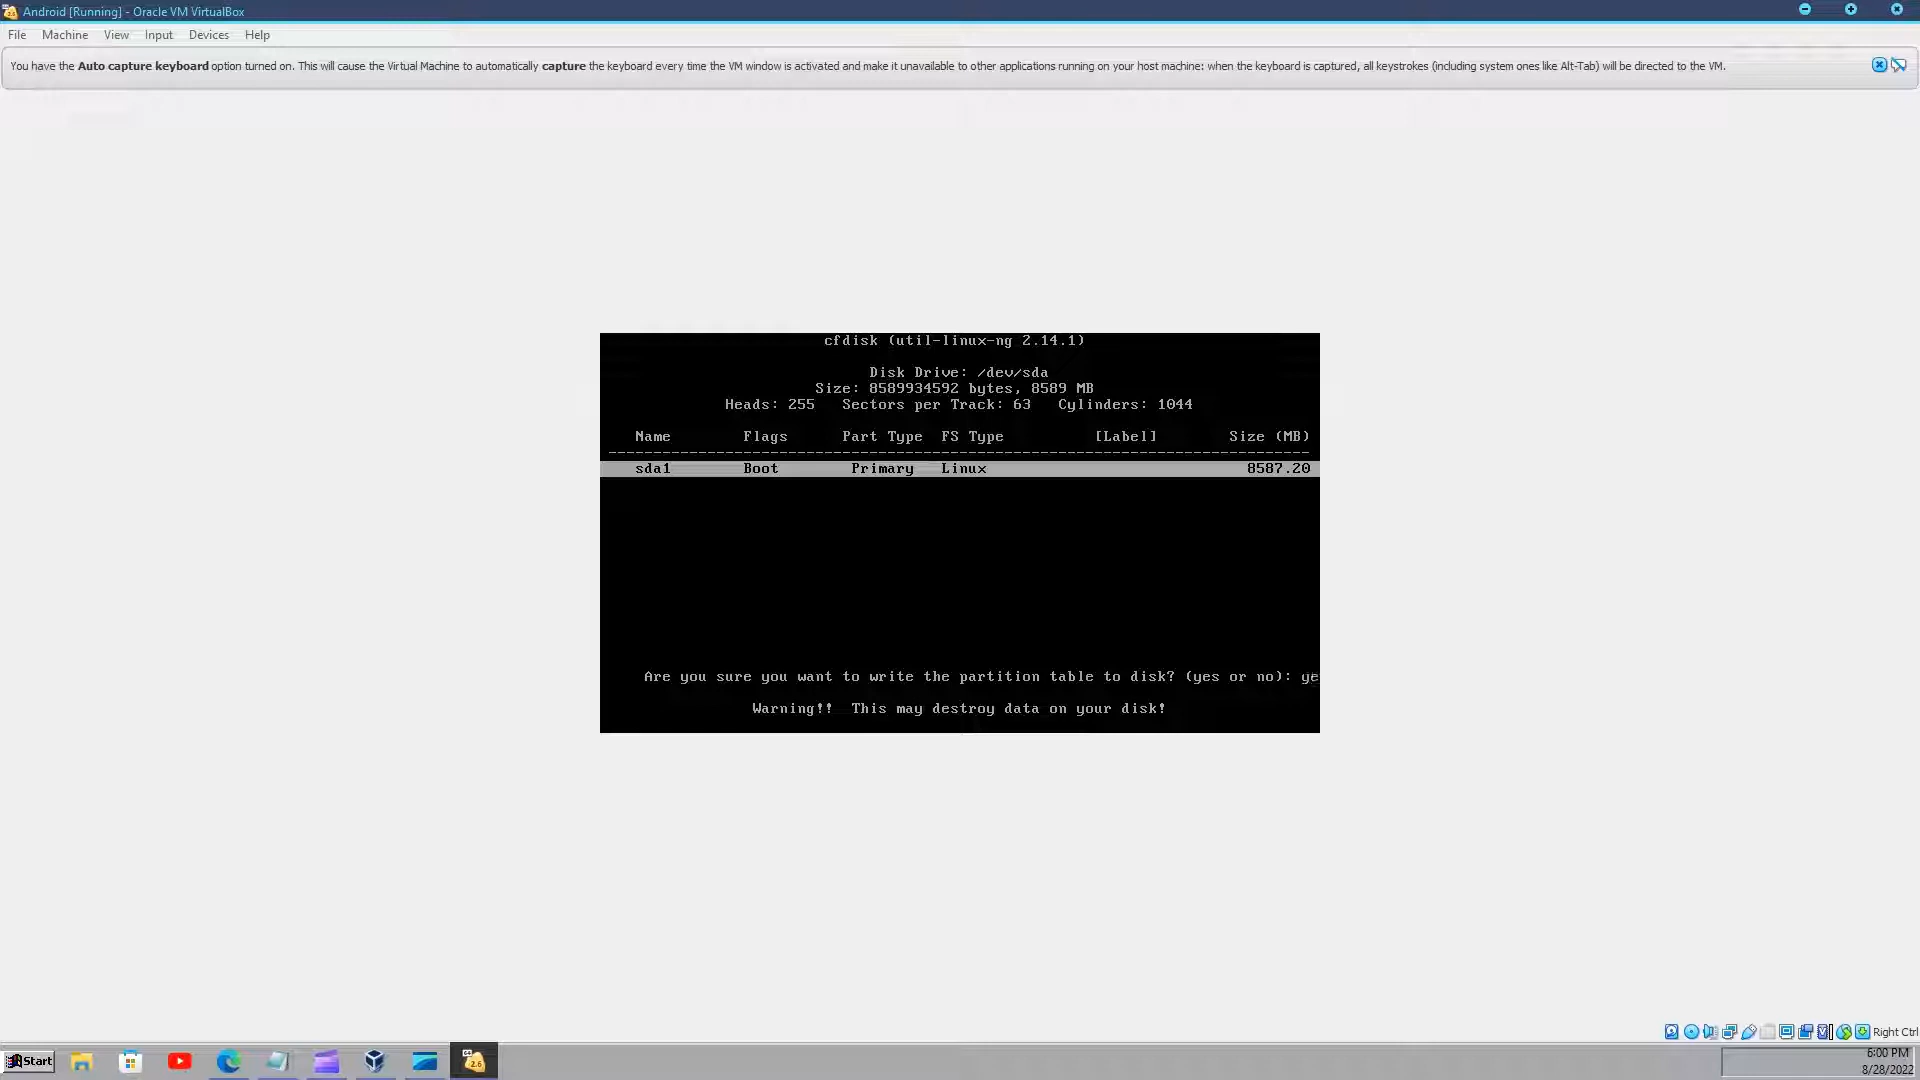 Android [Running] - Oracle VM VirtualBox
File Machine View Input Devices Help
You have the Auto capture keyboard option turned on. This will cause the Virtual Machine to automatically capture the keyboard every time the VM window is activated and make it unavailable to other applications running on your host machine: when the keyboard is captured, all keystrokes (including system ones like Alt-Tab) will be directed to the VM.
cfdisk (util-linux-ng 2.14.1)
Disk Drive: /dev/sda
Size: 8589934592 bytes, 8589 MB
Heads: 255 Sectors per Track: 63 Cylinders: 1044
Name Flags Part Type FS Type [Label] Size (MB)
sda1 Boot Primary Linux 8587.20
Are you sure you want to write the partition table to disk? (yes or no): ye
Warning!! This may destroy data on your disk!
Right Ctrl
Start
2.6
6:00 PM
8/28/2022